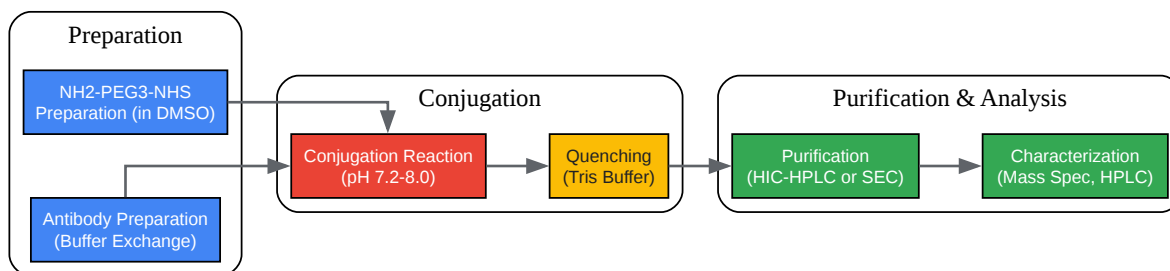 Preparation
NH2-PEG3-NHS
Preparation (in DMSO)
Antibody Preparation
(Buffer Exchange)
Conjugation
Conjugation Reaction
(pH 7.2-8.0)
Quenching
(Tris Buffer)
Purification & Analysis
Purification
(HIC-HPLC or SEC)
Characterization
(Mass Spec, HPLC)